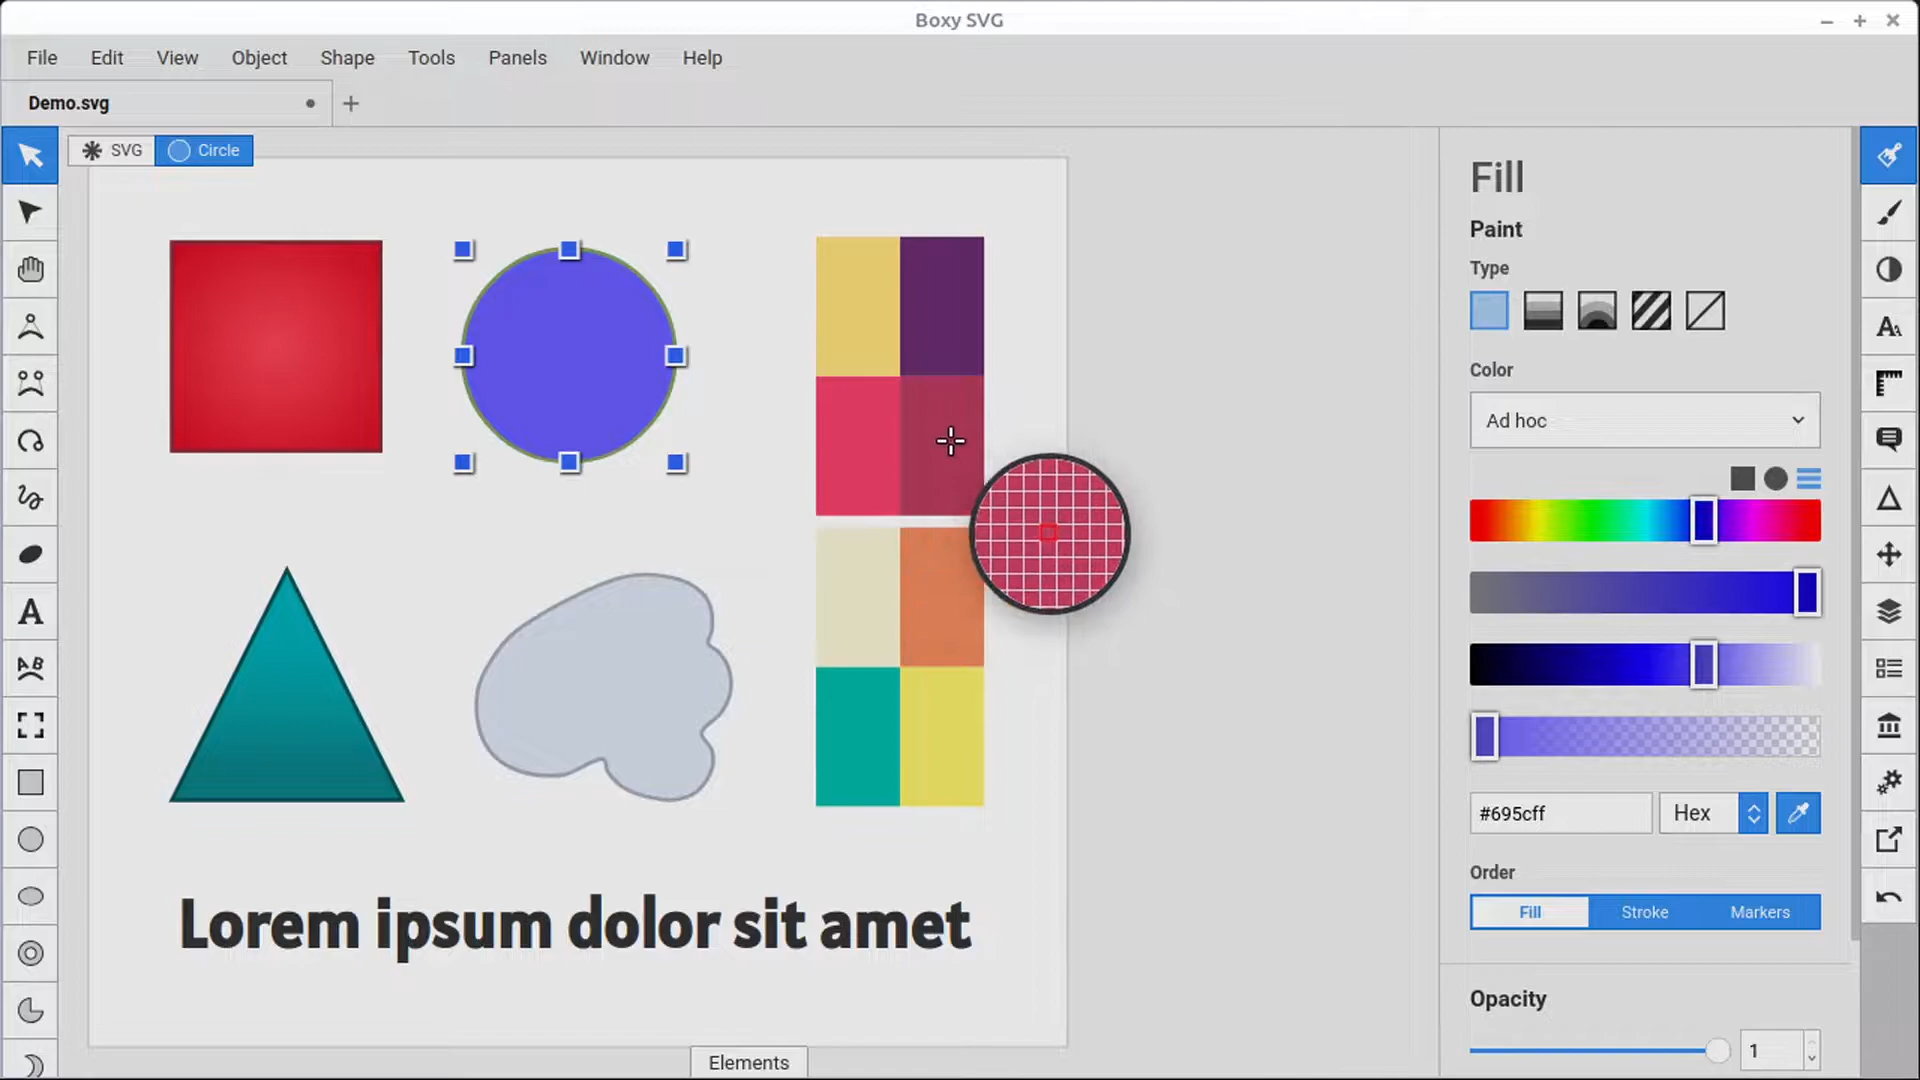 Boxy SVG
File Edit View Object Shape Tools Panels Window Help
Demo.svg
SVG Circle
Fill
Paint
Type
Color
Ad hoc
#695cff Hex
Order
Fill Stroke Markers
Opacity
1
Lorem ipsum dolor sit amet
Elements